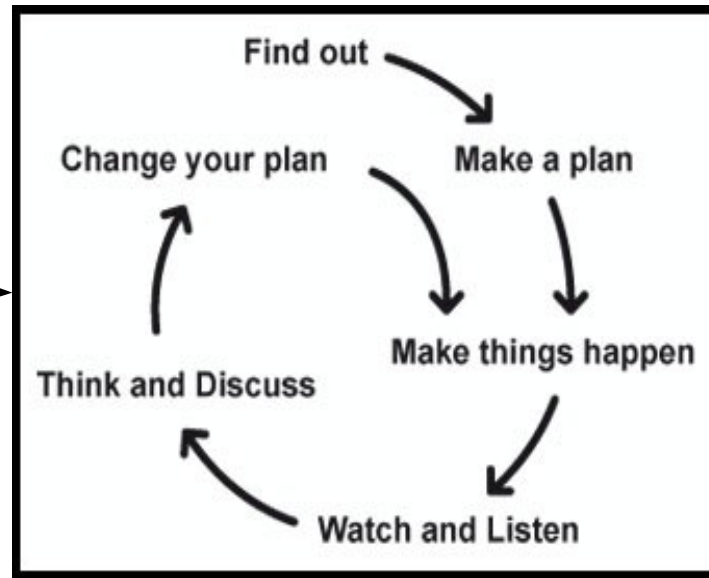 Find out
Make a plan
Change your plan
Make things happen
Think and Discuss
Watch and Listen